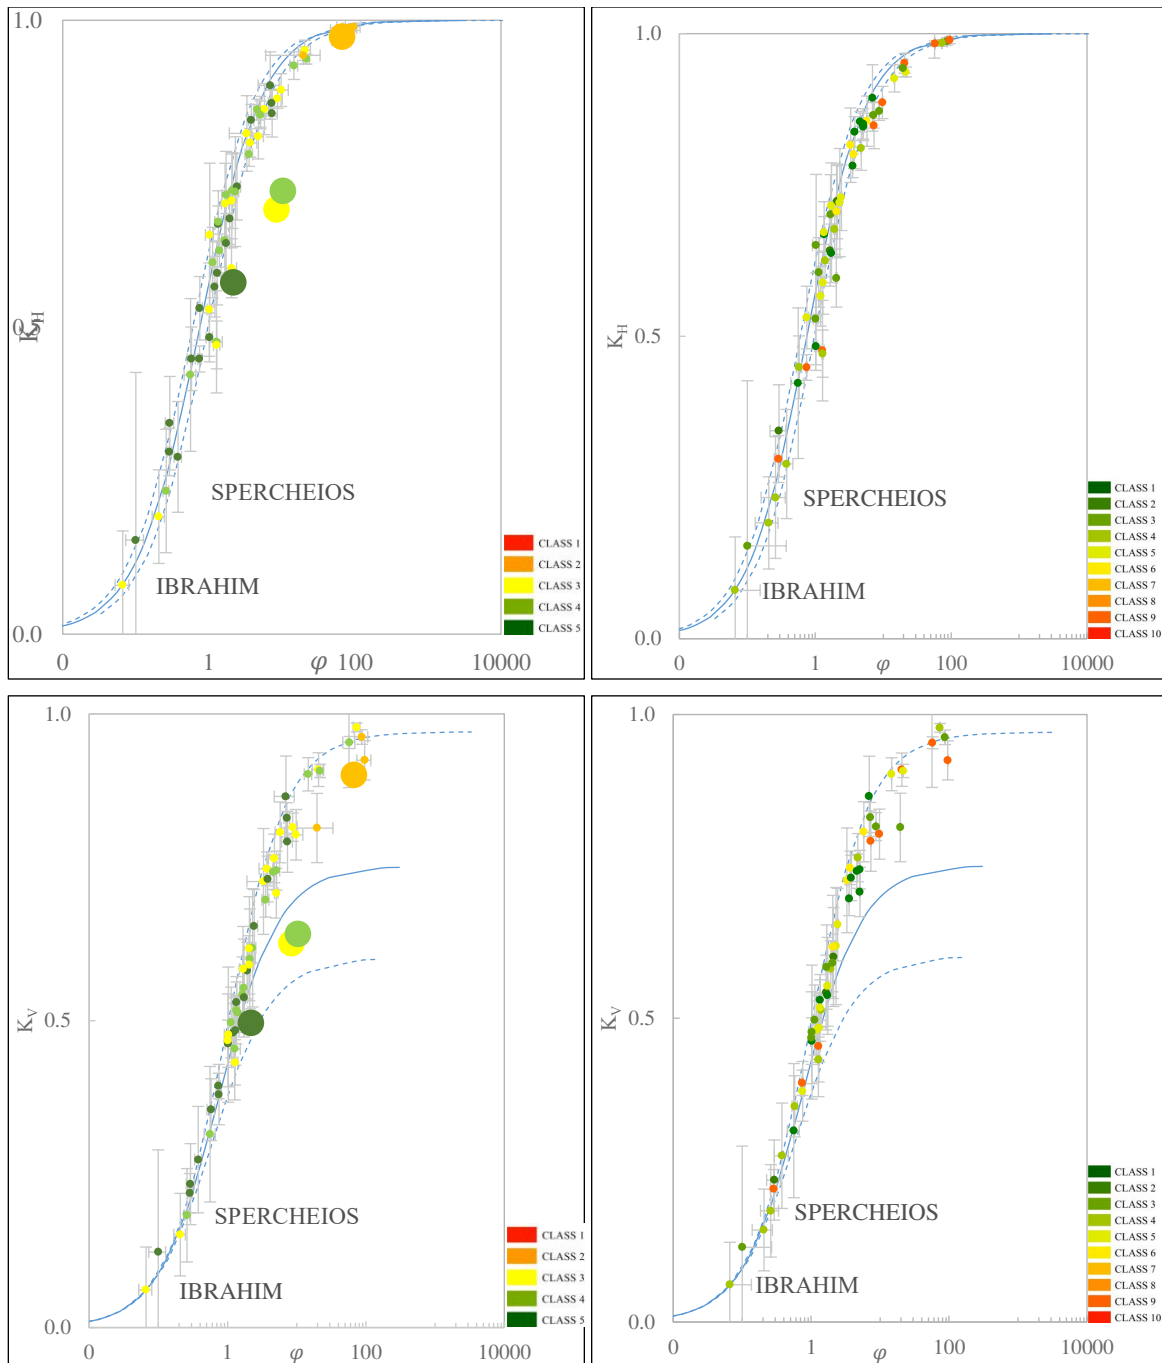 1.0
K_H
0.5
SPERCHEIOS
IBRAHIM
0.0
0 1 φ 100 10000
CLASS 1
CLASS 2
CLASS 3
CLASS 4
CLASS 5
1.0
K_H
0.5
SPERCHEIOS
IBRAHIM
0.0
0 1 φ 100 10000
CLASS 1
CLASS 2
CLASS 3
CLASS 4
CLASS 5
CLASS 6
CLASS 7
CLASS 8
CLASS 9
CLASS 10
1.0
K_V
0.5
SPERCHEIOS
IBRAHIM
0.0
0 1 φ 100 10000
CLASS 1
CLASS 2
CLASS 3
CLASS 4
CLASS 5
1.0
K_V
0.5
SPERCHEIOS
IBRAHIM
0.0
0 1 φ 100 10000
CLASS 1
CLASS 2
CLASS 3
CLASS 4
CLASS 5
CLASS 6
CLASS 7
CLASS 8
CLASS 9
CLASS 10